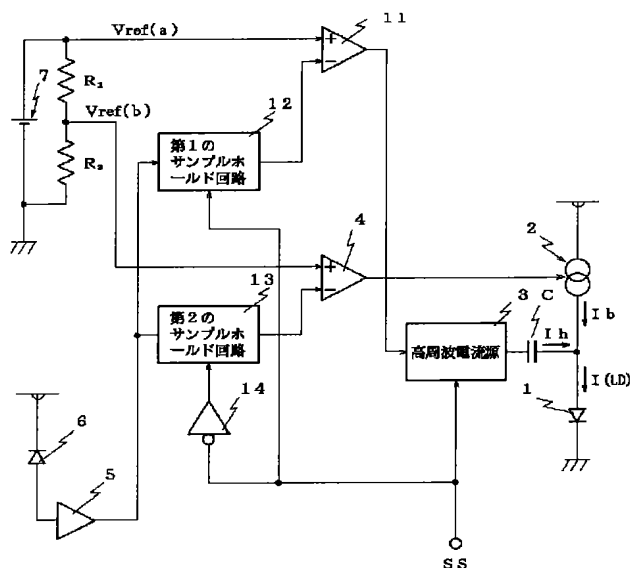 11
Vref(a)
7
R₁
Vref(b)
12
第1の
サンプルホ
ールド回路
R₂
4
2
13
第2の
サンプルホ
ールド回路
3
C
Ib
Ih
高周波電流源
I(LD)
14
1
6
5
SS